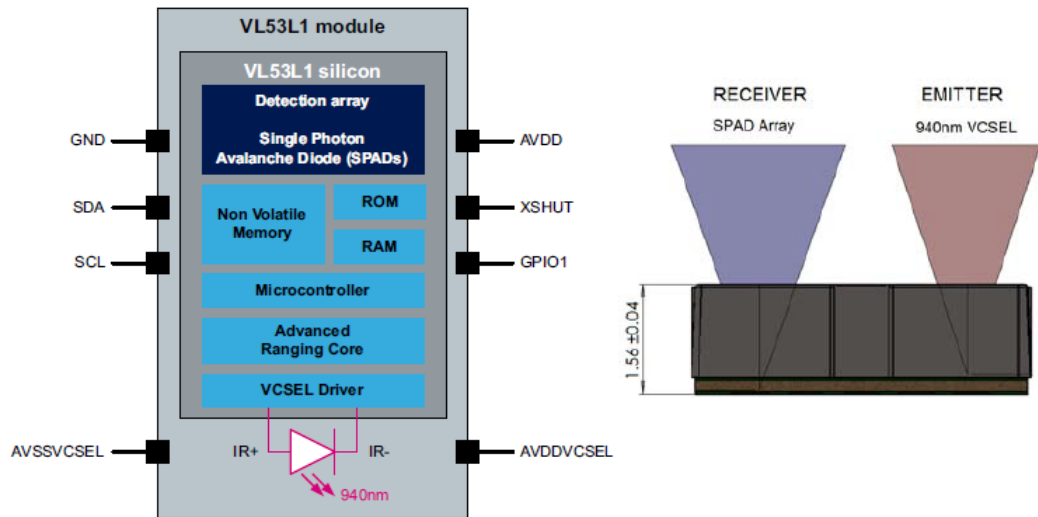 VL53L1 module
VL53L1 silicon
Detection array
Single Photon
Avalanche Diode (SPADs)
Non Volatile
Memory
ROM
RAM
Microcontroller
Advanced
Ranging Core
VCSEL Driver
GND
SDA
SCL
AVSSVCSEL
AVDD
XSHUT
GPIO1
AVDDVCSEL
IR+
IR-
940nm
RECEIVER
SPAD Array
EMITTER
940nm VCSEL
1.56 ±0.04